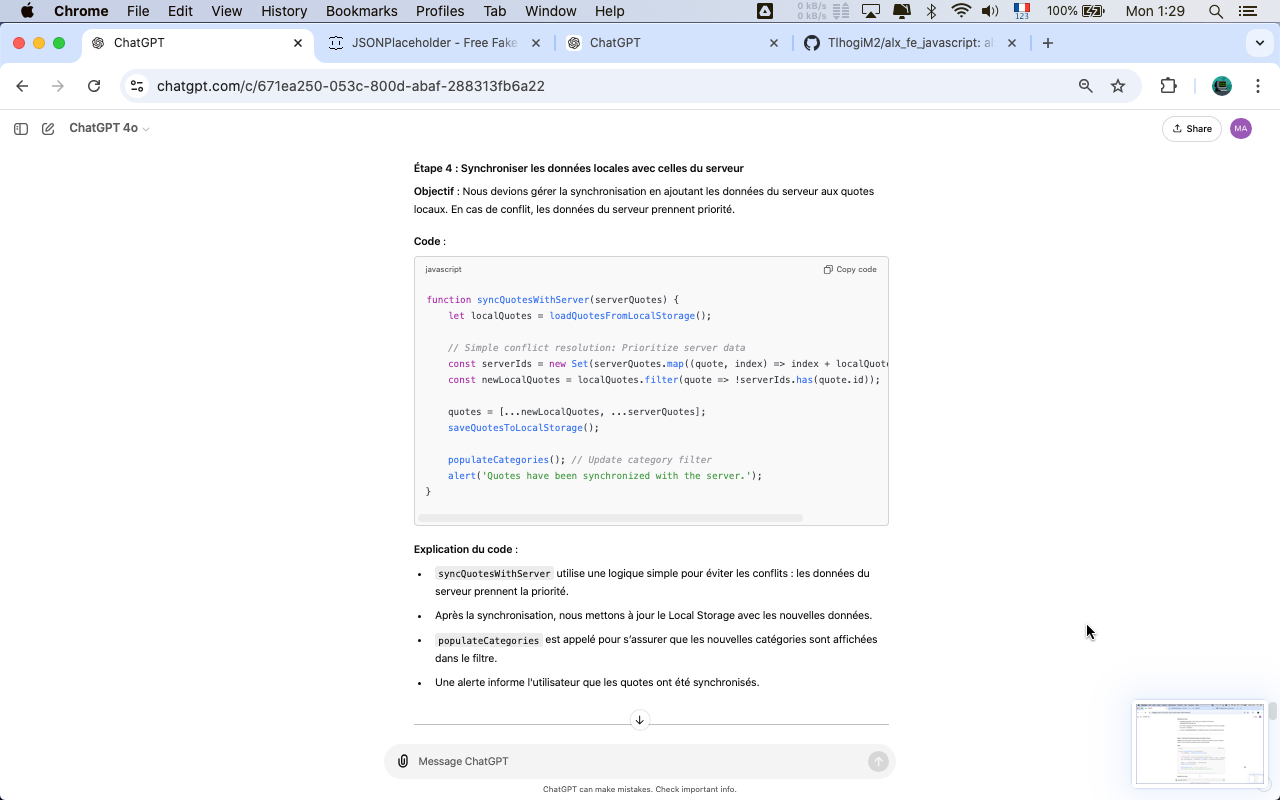 Chrome File Edit View History Bookmarks Profiles Tab Window Help 0 kB/s 0 kB/s 123 100% Mon 1:29
ChatGPT JSONPlaceholder - Free Fake ChatGPT TlhogiM2/alx_fe_javascript: al
chatgpt.com/c/671ea250-053c-800d-abaf-288313fb6a22
ChatGPT 4o Share MA
Étape 4 : Synchroniser les données locales avec celles du serveur
Objectif : Nous devions gérer la synchronisation en ajoutant les données du serveur aux quotes
locaux. En cas de conflit, les données du serveur prennent priorité.
Code :
javascript Copy code
function syncQuotesWithServer(serverQuotes) {
let localQuotes = loadQuotesFromLocalStorage();
// Simple conflict resolution: Prioritize server data
const serverIds = new Set(serverQuotes.map((quote, index) => index + localQuote
const newLocalQuotes = localQuotes.filter(quote => !serverIds.has(quote.id));
quotes = [...newLocalQuotes, ...serverQuotes];
saveQuotesToLocalStorage();
populateCategories(); // Update category filter
alert('Quotes have been synchronized with the server.');
}
Explication du code :
• syncQuotesWithServer utilise une logique simple pour éviter les conflits : les données du
serveur prennent la priorité.
• Après la synchronisation, nous mettons à jour le Local Storage avec les nouvelles données.
• populateCategories est appelé pour s'assurer que les nouvelles catégories sont affichées
dans le filtre.
• Une alerte informe l'utilisateur que les quotes ont été synchronisés.
Message ChatGPT
ChatGPT can make mistakes. Check important info.